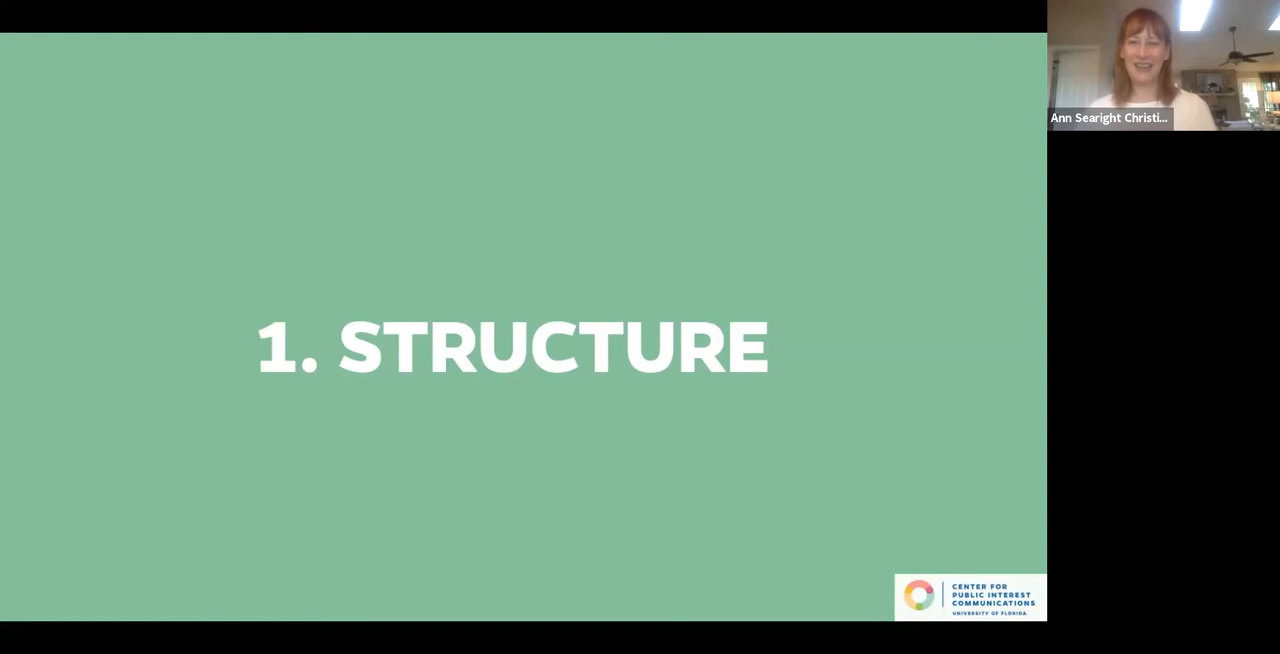 Ann Searight Christi...
1. STRUCTURE
CENTER FOR
PUBLIC INTEREST
COMMUNICATIONS
UNIVERSITY OF FLORIDA